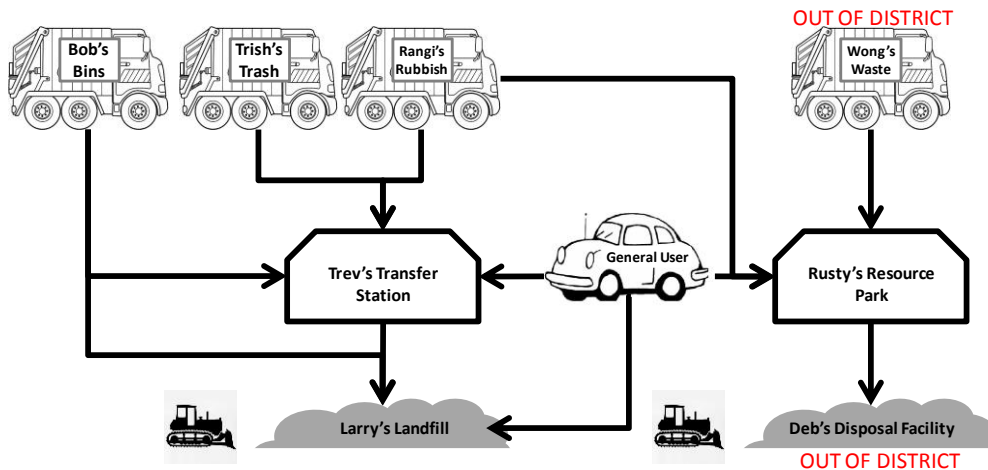 OUT OF DISTRICT
Bob's
Bins
Trish's
Trash
Rangi's
Rubbish
Wong's
Waste
General User
Trev's Transfer
Station
Rusty's Resource
Park
Larry's Landfill
Deb's Disposal Facility
OUT OF DISTRICT